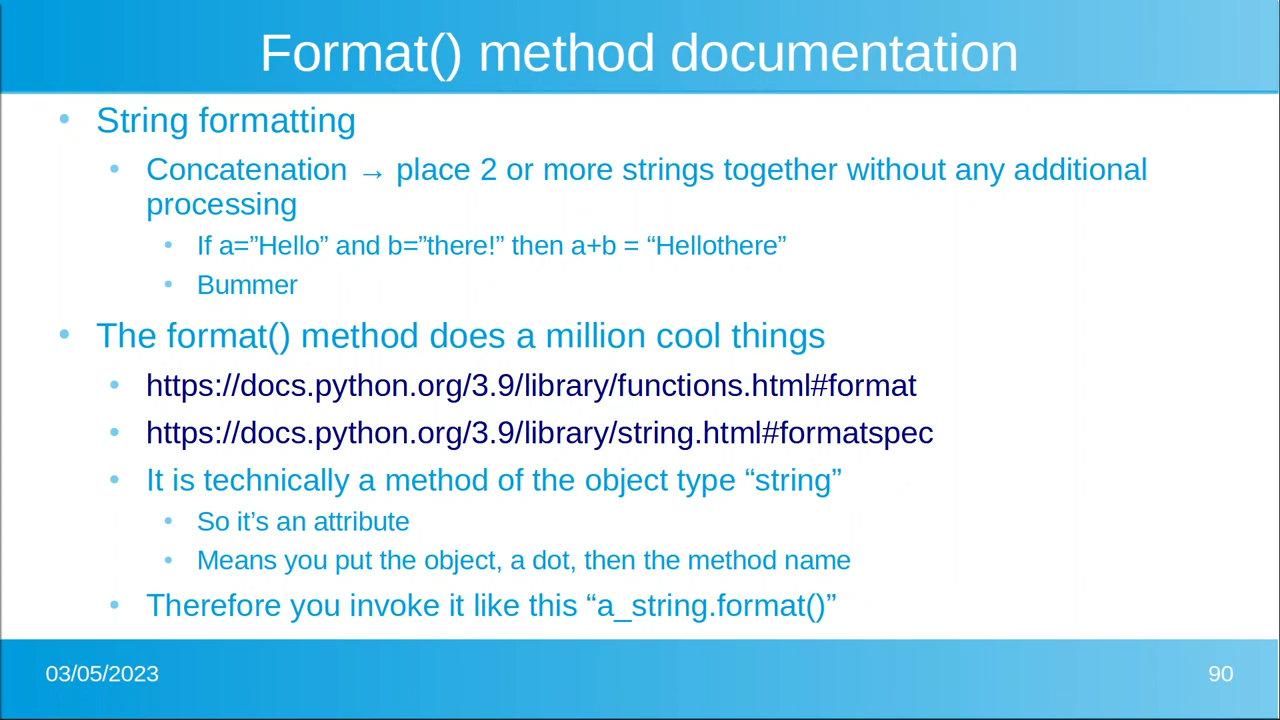 Format() method documentation
• String formatting
• Concatenation → place 2 or more strings together without any additional
processing
• If a=”Hello” and b=”there!” then a+b = “Hellothere”
• Bummer
• The format() method does a million cool things
• https://docs.python.org/3.9/library/functions.html#format
• https://docs.python.org/3.9/library/string.html#formatspec
• It is technically a method of the object type “string”
• So it’s an attribute
• Means you put the object, a dot, then the method name
• Therefore you invoke it like this “a_string.format()”
03/05/2023
90